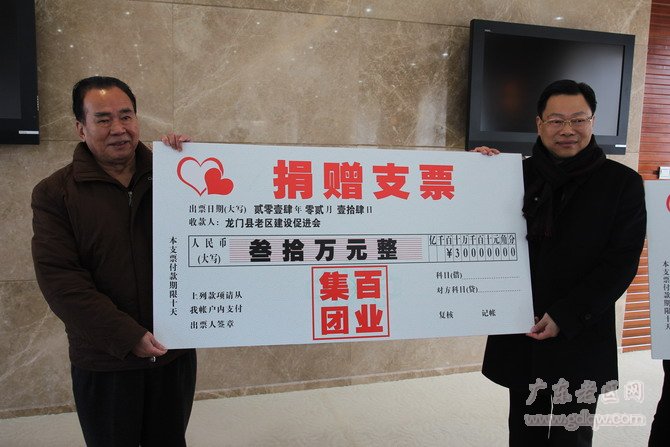 捐赠支票
出票日期(大写) 贰零壹肆年 零贰月 壹拾肆日
收款人: 龙门县老区建设促进会
人民币(大写) 叁拾万元整
亿千百十万千百十元角分
¥30000000
本支票付款期限十天
上列款项请从
我帐户内支付
出票人签章
集百
团业
科目(借)
对方科目(贷)
复核 记帐
广东老区网
www.gdlqw.com